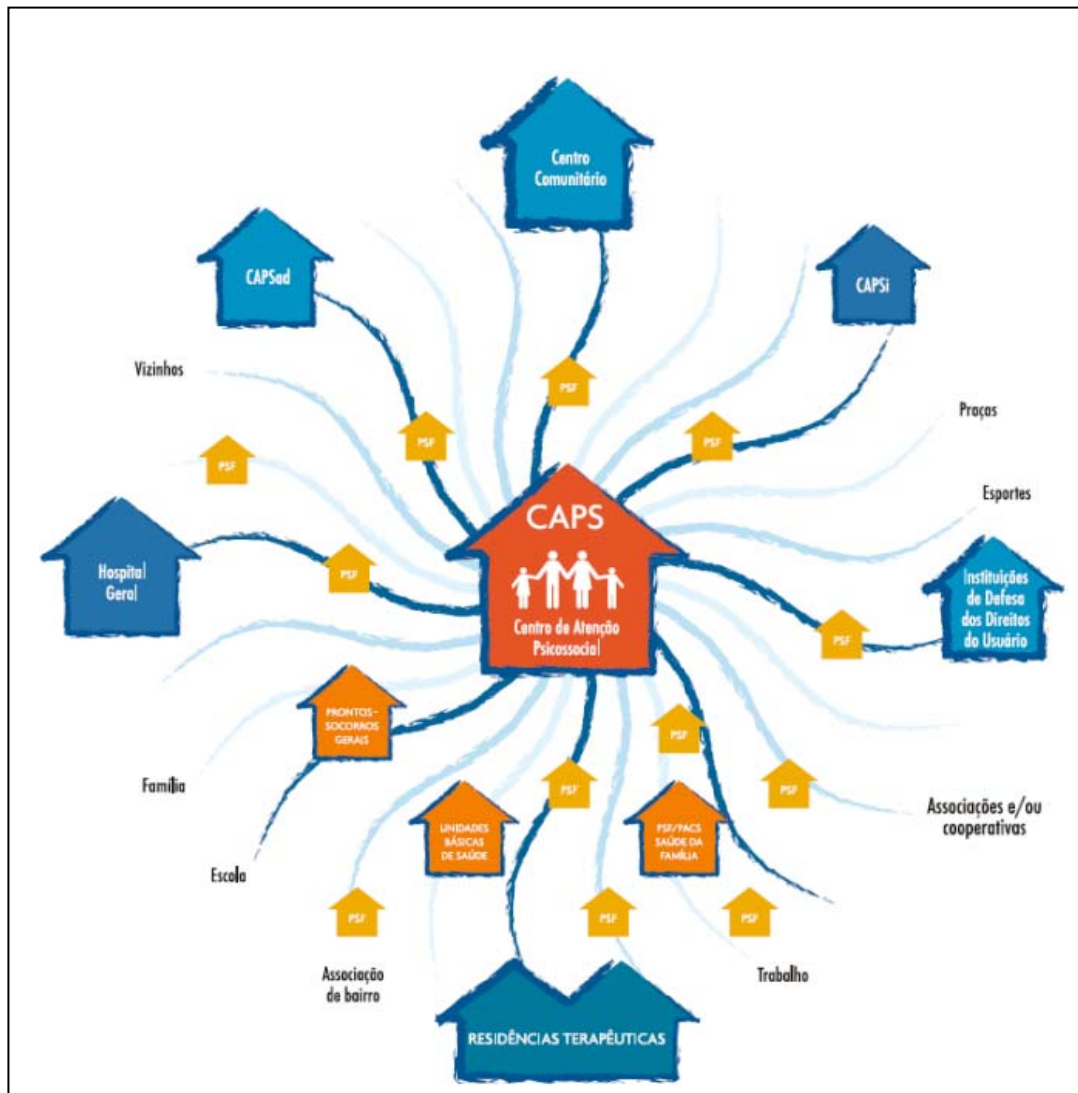 Centro
Comunitário
CAPSad
CAPSi
Vizinhos
PSF
PSF
PSF
Praças
PSF
CAPS
Esportes
Hospital
Geral
PSF
Centro de Atenção
Psicossocial
Instituições
de Defesa
dos Direitos
do Usuário
PSF
PRONTOS-
SOCORROS
GERAIS
PSF
Família
PSF
PSF
Associações e/ou
cooperativas
UNIDADES
BÁSICAS
DE SAÚDE
PSF/PACS
SAÚDE DA
FAMÍLIA
Escola
PSF
PSF
PSF
Associação
de bairro
Trabalho
RESIDÊNCIAS TERAPÊUTICAS